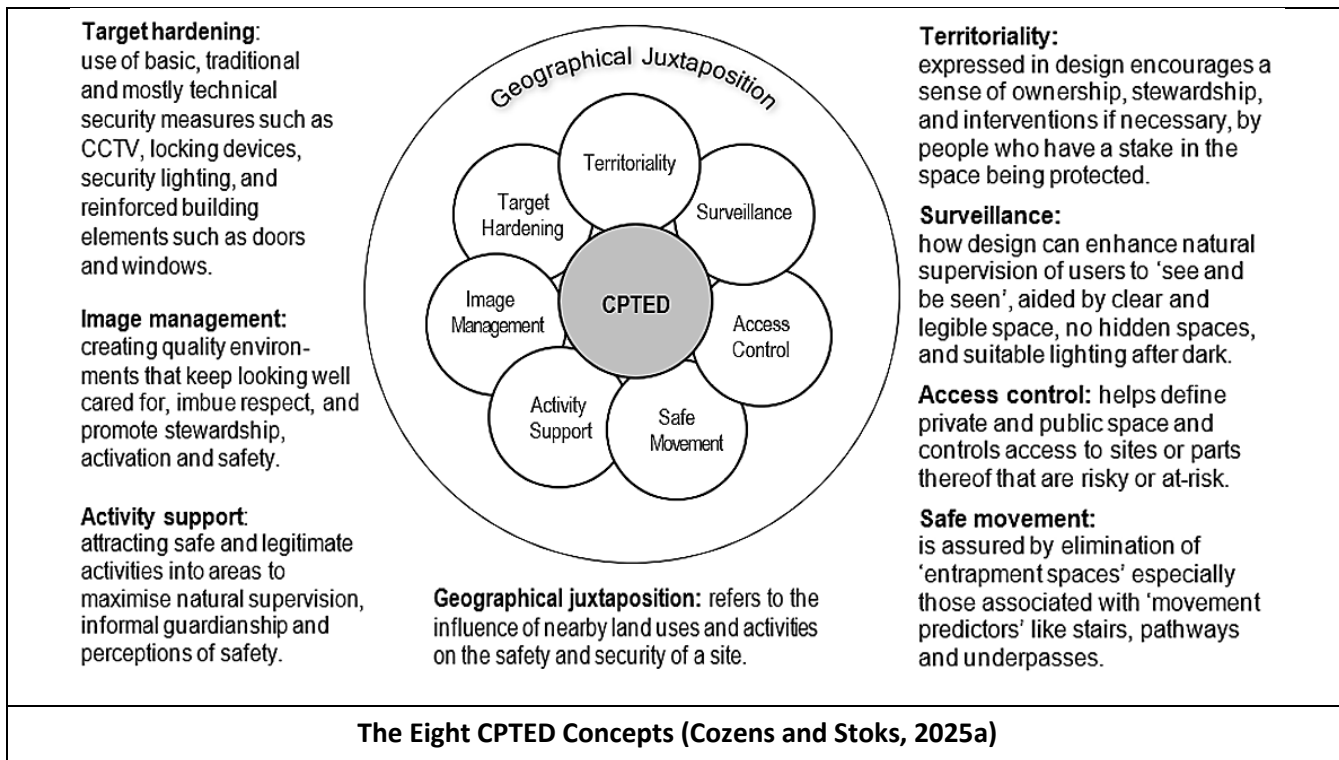 Target hardening:
use of basic, traditional
and mostly technical
security measures such as
CCTV, locking devices,
security lighting, and
reinforced building
elements such as doors
and windows.
Image management:
creating quality environ-
ments that keep looking well
cared for, imbue respect, and
promote stewardship,
activation and safety.
Activity support:
attracting safe and legitimate
activities into areas to
maximise natural supervision,
informal guardianship and
perceptions of safety.
Geographical Juxtaposition
Territoriality
Surveillance
Access
Control
Safe
Movement
Activity
Support
Image
Management
Target
Hardening
CPTED
Geographical juxtaposition: refers to the
influence of nearby land uses and activities
on the safety and security of a site.
Territoriality:
expressed in design encourages a
sense of ownership, stewardship,
and interventions if necessary, by
people who have a stake in the
space being protected.
Surveillance:
how design can enhance natural
supervision of users to ‘see and
be seen’, aided by clear and
legible space, no hidden spaces,
and suitable lighting after dark.
Access control: helps define
private and public space and
controls access to sites or parts
thereof that are risky or at-risk.
Safe movement:
is assured by elimination of
‘entrapment spaces’ especially
those associated with ‘movement
predictors’ like stairs, pathways
and underpasses.
The Eight CPTED Concepts (Cozens and Stoks, 2025a)